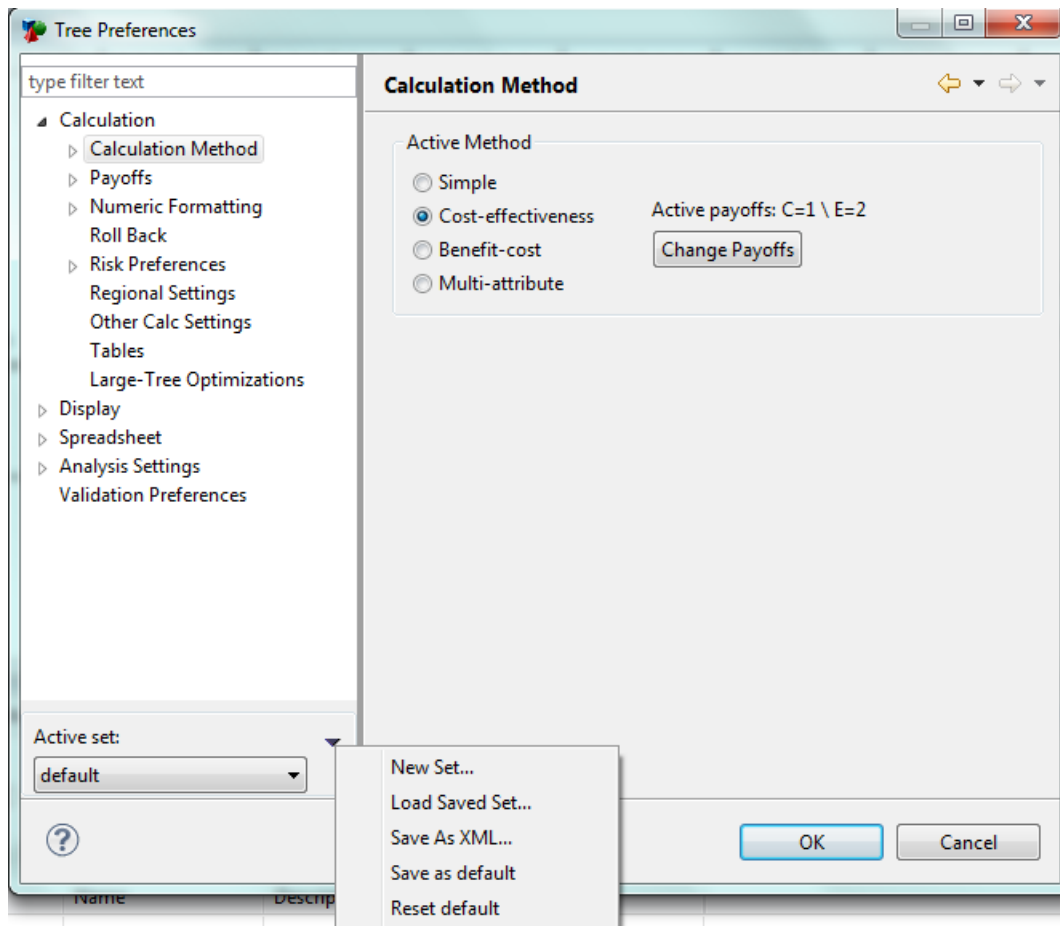 Tree Preferences
type filter text
Calculation
Calculation Method
Payoffs
Numeric Formatting
Roll Back
Risk Preferences
Regional Settings
Other Calc Settings
Tables
Large-Tree Optimizations
Display
Spreadsheet
Analysis Settings
Validation Preferences
Active set:
default
Calculation Method
Active Method
Simple
Cost-effectiveness
Active payoffs: C=1 \ E=2
Benefit-cost
Change Payoffs
Multi-attribute
New Set...
Load Saved Set...
Save As XML...
Save as default
Reset default
?
OK
Cancel
Name
Descrip